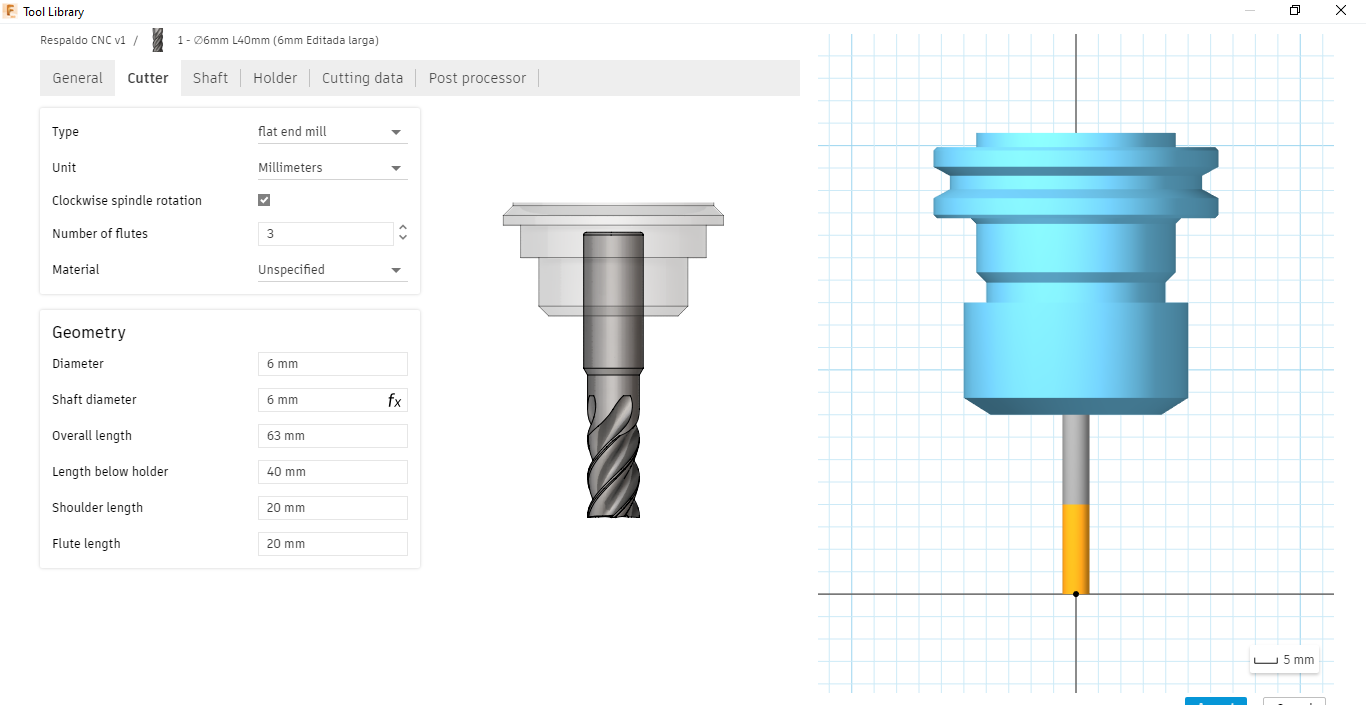 Tool Library
Respaldo CNC v1 / 1 - Ø6mm L40mm (6mm Editada larga)
General Cutter Shaft Holder Cutting data Post processor
Type flat end mill
Unit Millimeters
Clockwise spindle rotation
Number of flutes 3
Material Unspecified
Geometry
Diameter 6 mm
Shaft diameter 6 mm fx
Overall length 63 mm
Length below holder 40 mm
Shoulder length 20 mm
Flute length 20 mm
5 mm